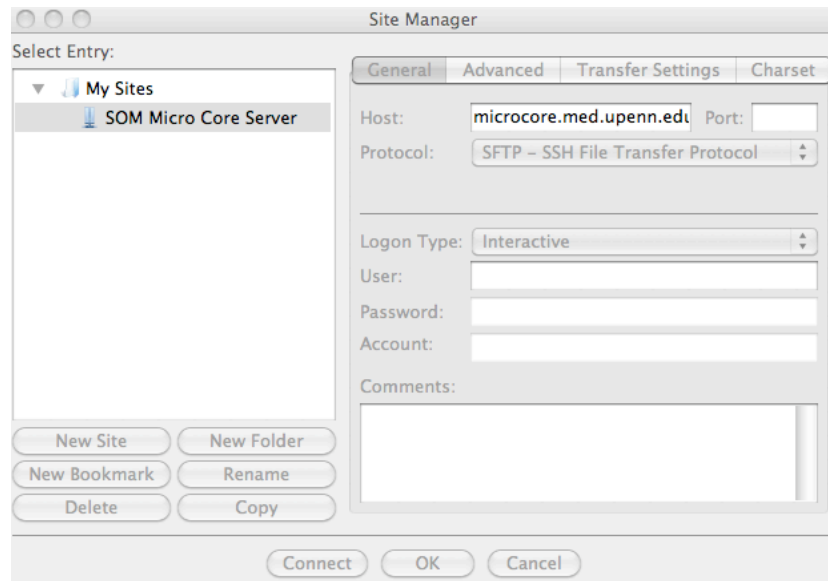 Site Manager
Select Entry:
My Sites
SOM Micro Core Server
New Site
New Folder
New Bookmark
Rename
Delete
Copy
General
Advanced
Transfer Settings
Charset
Host:
microcore.med.upenn.edu
Port:
Protocol:
SFTP – SSH File Transfer Protocol
Logon Type:
Interactive
User:
Password:
Account:
Comments:
Connect
OK
Cancel